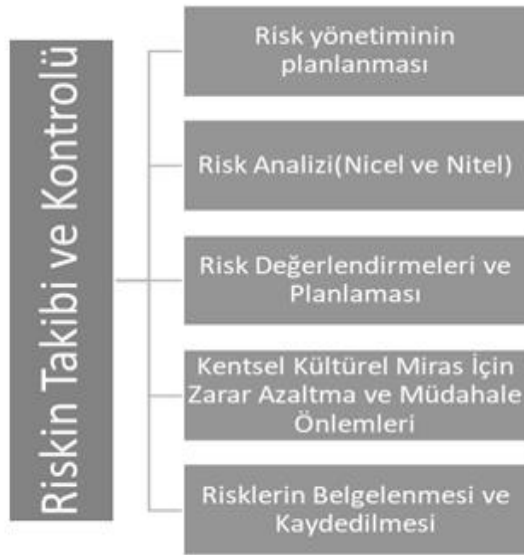 Riskin Takibi ve Kontrolü
Risk yönetiminin
planlanması
Risk Analizi(Nicel ve Nitel)
Risk Değerlendirmeleri ve
Planlaması
Kentsel Kültürel Miras İçin
Zarar Azaltma ve Müdahale
Önlemleri
Risklerin Belgelenmesi ve
Kaydedilmesi